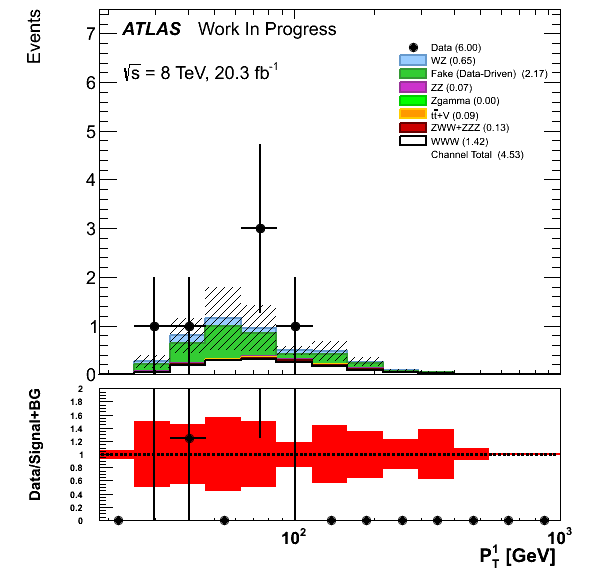 Events
7
6
5
4
3
2
1
0
ATLAS Work In Progress
√s = 8 TeV, 20.3 fb⁻¹
Data (6.00)
WZ (0.65)
Fake (Data-Driven) (2.17)
ZZ (0.07)
Zgamma (0.00)
tt̄+V (0.09)
ZWW+ZZZ (0.13)
WWW (1.42)
Channel Total (4.53)
Data/Signal+BG
2
1.8
1.6
1.4
1.2
1
0.8
0.6
0.4
0.2
0
10² 10³
P¹_T [GeV]